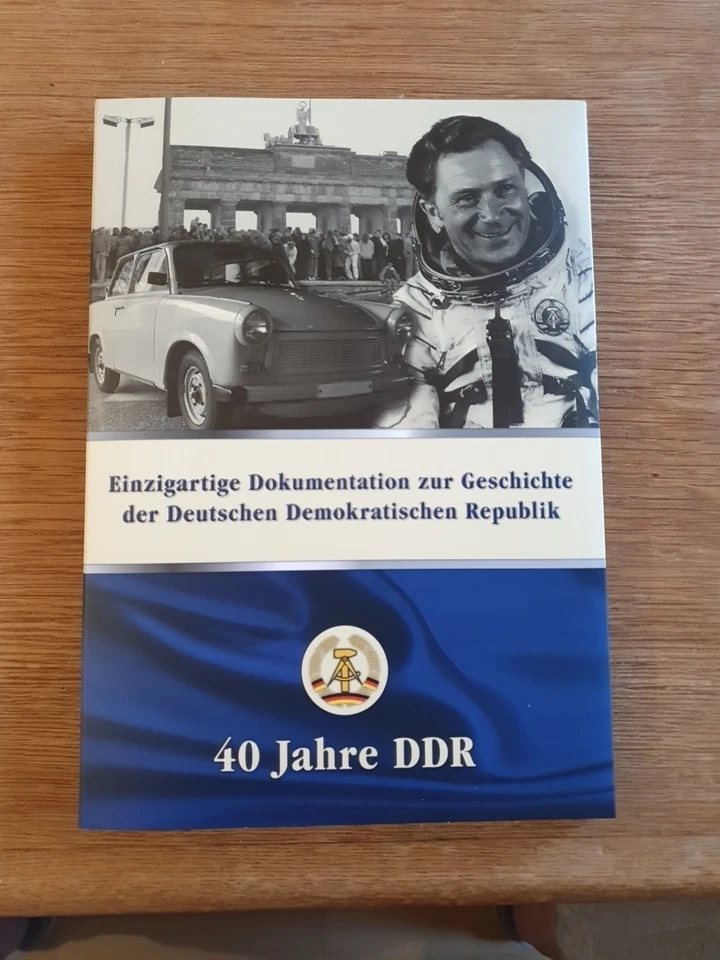 Einzigartige Dokumentation zur Geschichte
der Deutschen Demokratischen Republik
40 Jahre DDR